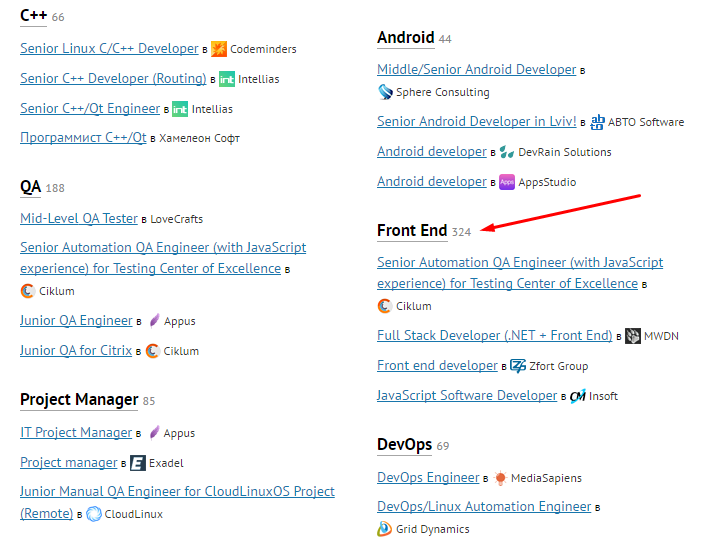 C++ 66
Senior Linux C/C++ Developer в Codeminders
Senior C++ Developer (Routing) в int Intellias
Senior C++/Qt Engineer в int Intellias
Программист C++/Qt в Хамелеон Софт
QA 188
Mid-Level QA Tester в LoveCrafts
Senior Automation QA Engineer (with JavaScript
experience) for Testing Center of Excellence в
Ciklum
Junior QA Engineer в Appus
Junior QA for Citrix в Ciklum
Project Manager 85
IT Project Manager в Appus
Project manager в Exadel
Junior Manual QA Engineer for CloudLinuxOS Project
(Remote) в CloudLinux
Android 44
Middle/Senior Android Developer в
Sphere Consulting
Senior Android Developer in Lviv! в ABTO Software
Android developer в DevRain Solutions
Android developer в Apps AppsStudio
Front End 324
Senior Automation QA Engineer (with JavaScript
experience) for Testing Center of Excellence в
Ciklum
Full Stack Developer (.NET + Front End) в MWDN
Front end developer в Zfort Group
JavaScript Software Developer в Insoft
DevOps 69
DevOps Engineer в MediaSapiens
DevOps/Linux Automation Engineer в
Grid Dynamics